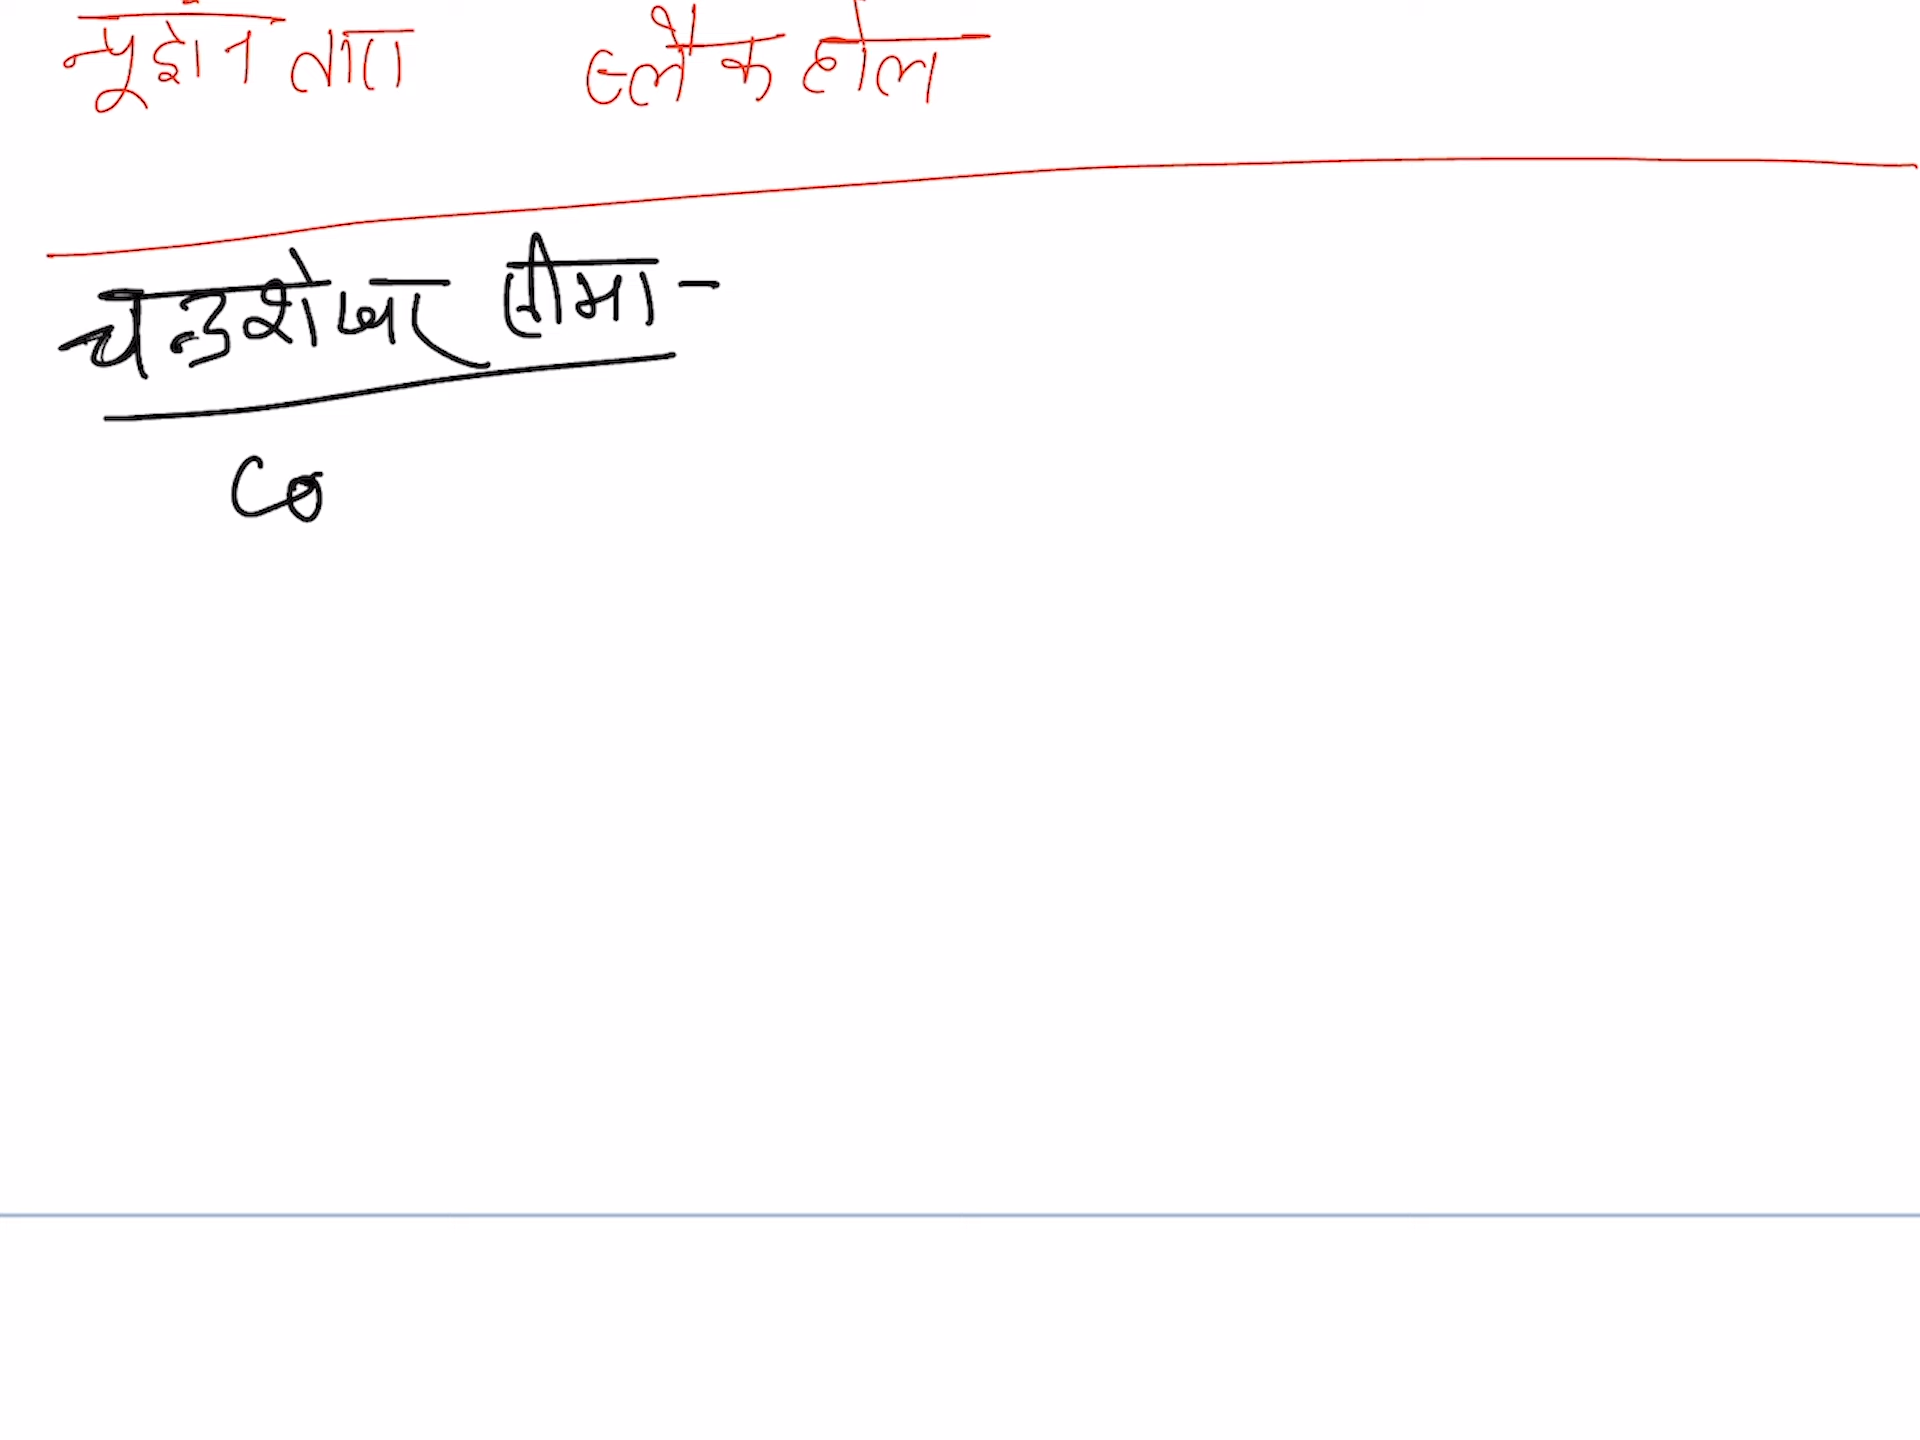 न्यूट्रोन तारा ब्लैक होल
चन्द्रशेखर सीमा -
Co